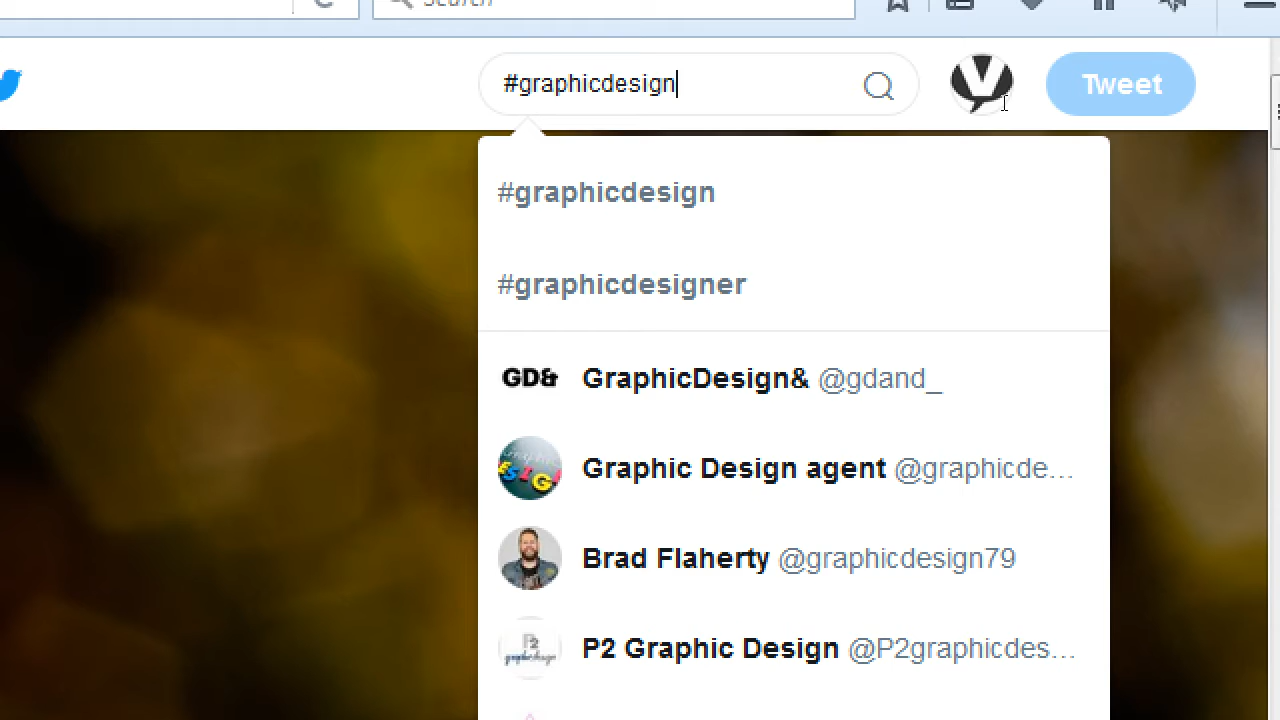 Search
#graphicdesign
Tweet
#graphicdesign
#graphicdesigner
GD& GraphicDesign& @gdand_
Graphic Design agent @graphicde…
Brad Flaherty @graphicdesign79
P2 Graphic Design @P2graphicdes…